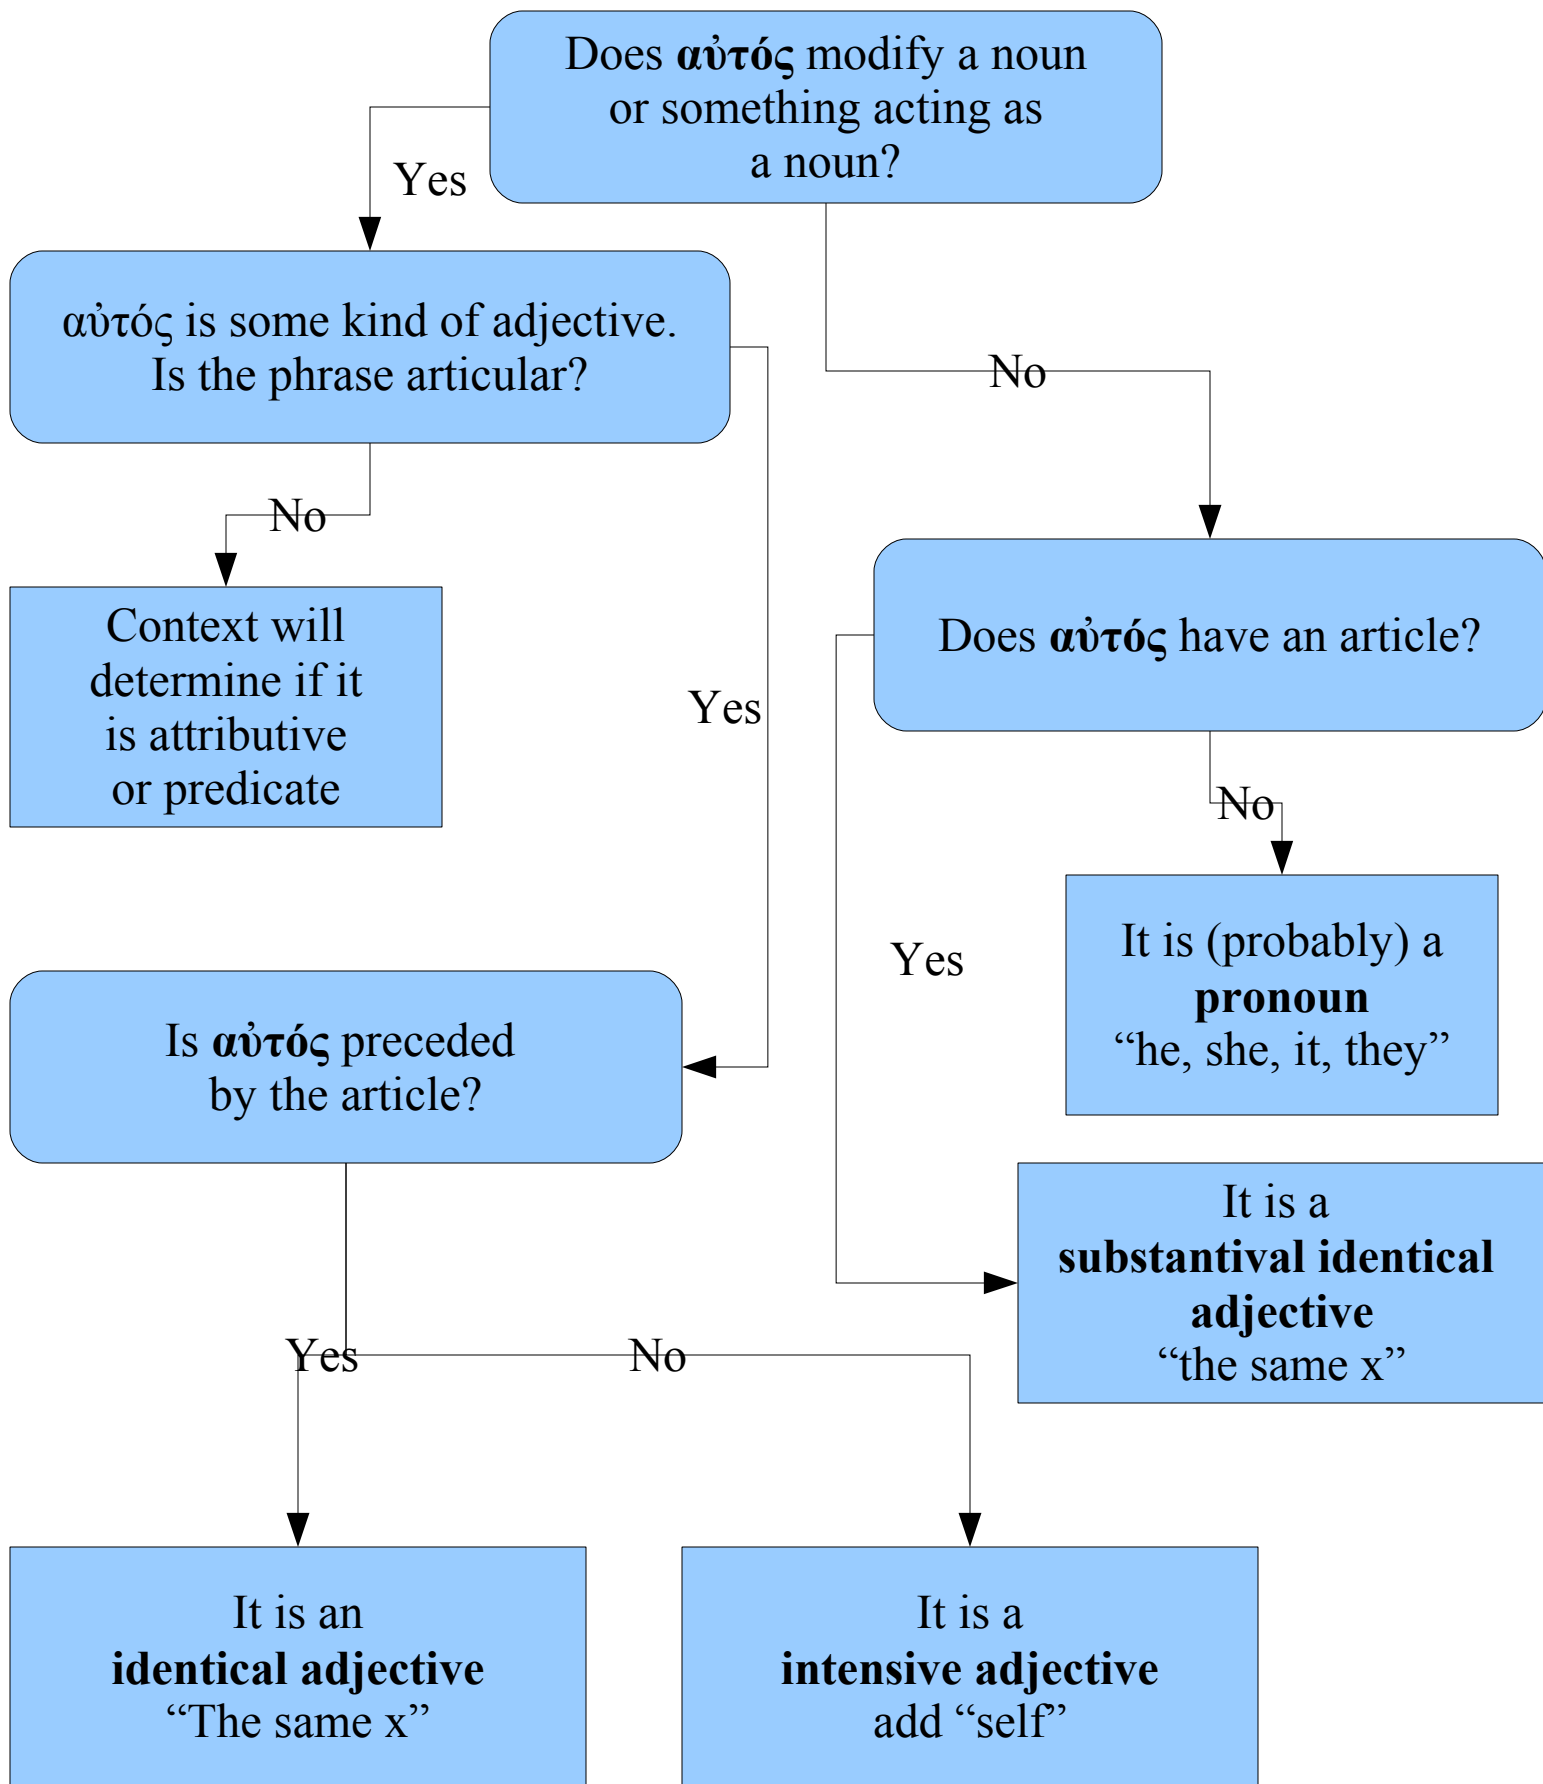 Does αὐτός modify a noun
or something acting as
a noun?
Yes
αὐτός is some kind of adjective.
Is the phrase articular?
No
No
Context will
determine if it
is attributive
or predicate
Does αὐτός have an article?
Yes
No
It is (probably) a
pronoun
“he, she, it, they”
Yes
Is αὐτός preceded
by the article?
It is a
substantival identical
adjective
“the same x”
Yes
No
It is an
identical adjective
“The same x”
It is a
intensive adjective
add “self”